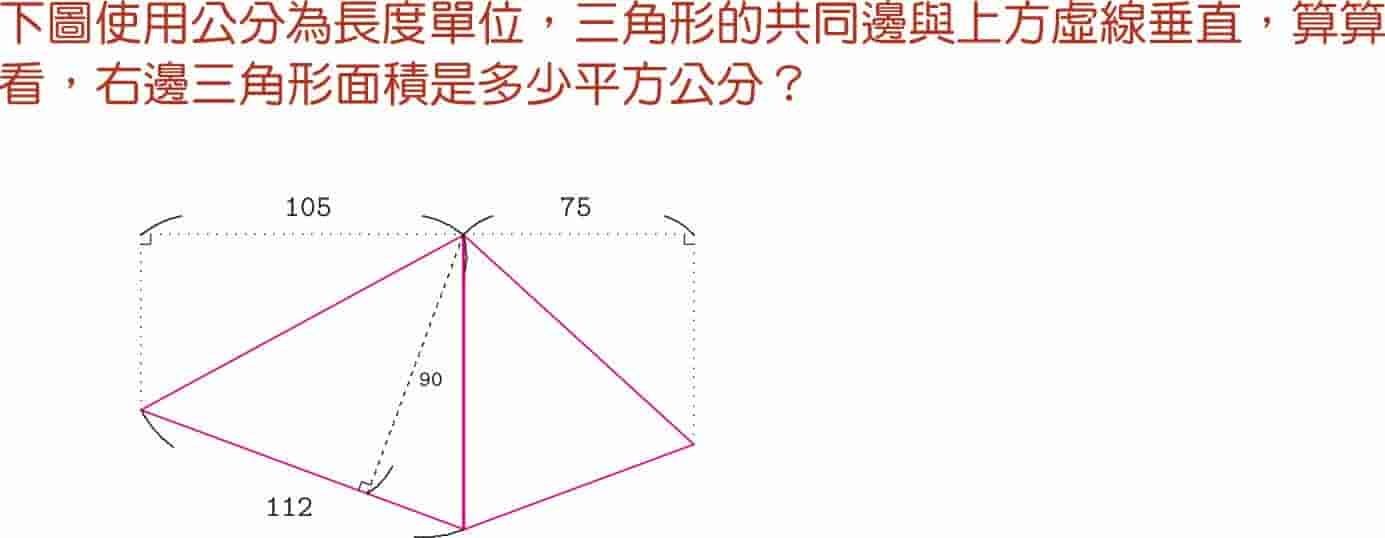 下圖使用公分為長度單位，三角形的共同邊與上方虛線垂直，算算
看，右邊三角形面積是多少平方公分？
105 75
90
112